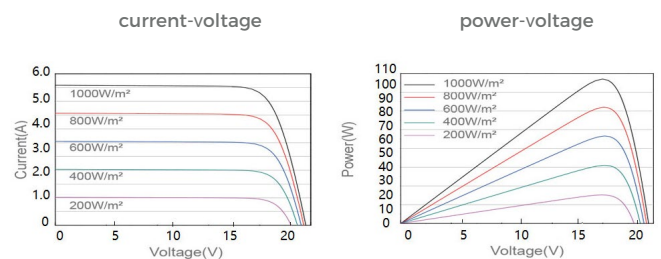 current-voltage
6.0
5.0
4.0
3.0
2.0
1.0
0
Current(A)
1000W/m²
800W/m²
600W/m²
400W/m²
200W/m²
0 5 10 15 20
Voltage(V)
power-voltage
110
100
90
80
70
60
50
40
30
20
10
0
Power(W)
1000W/m²
800W/m²
600W/m²
400W/m²
200W/m²
0 5 10 15 20
Voltage(V)